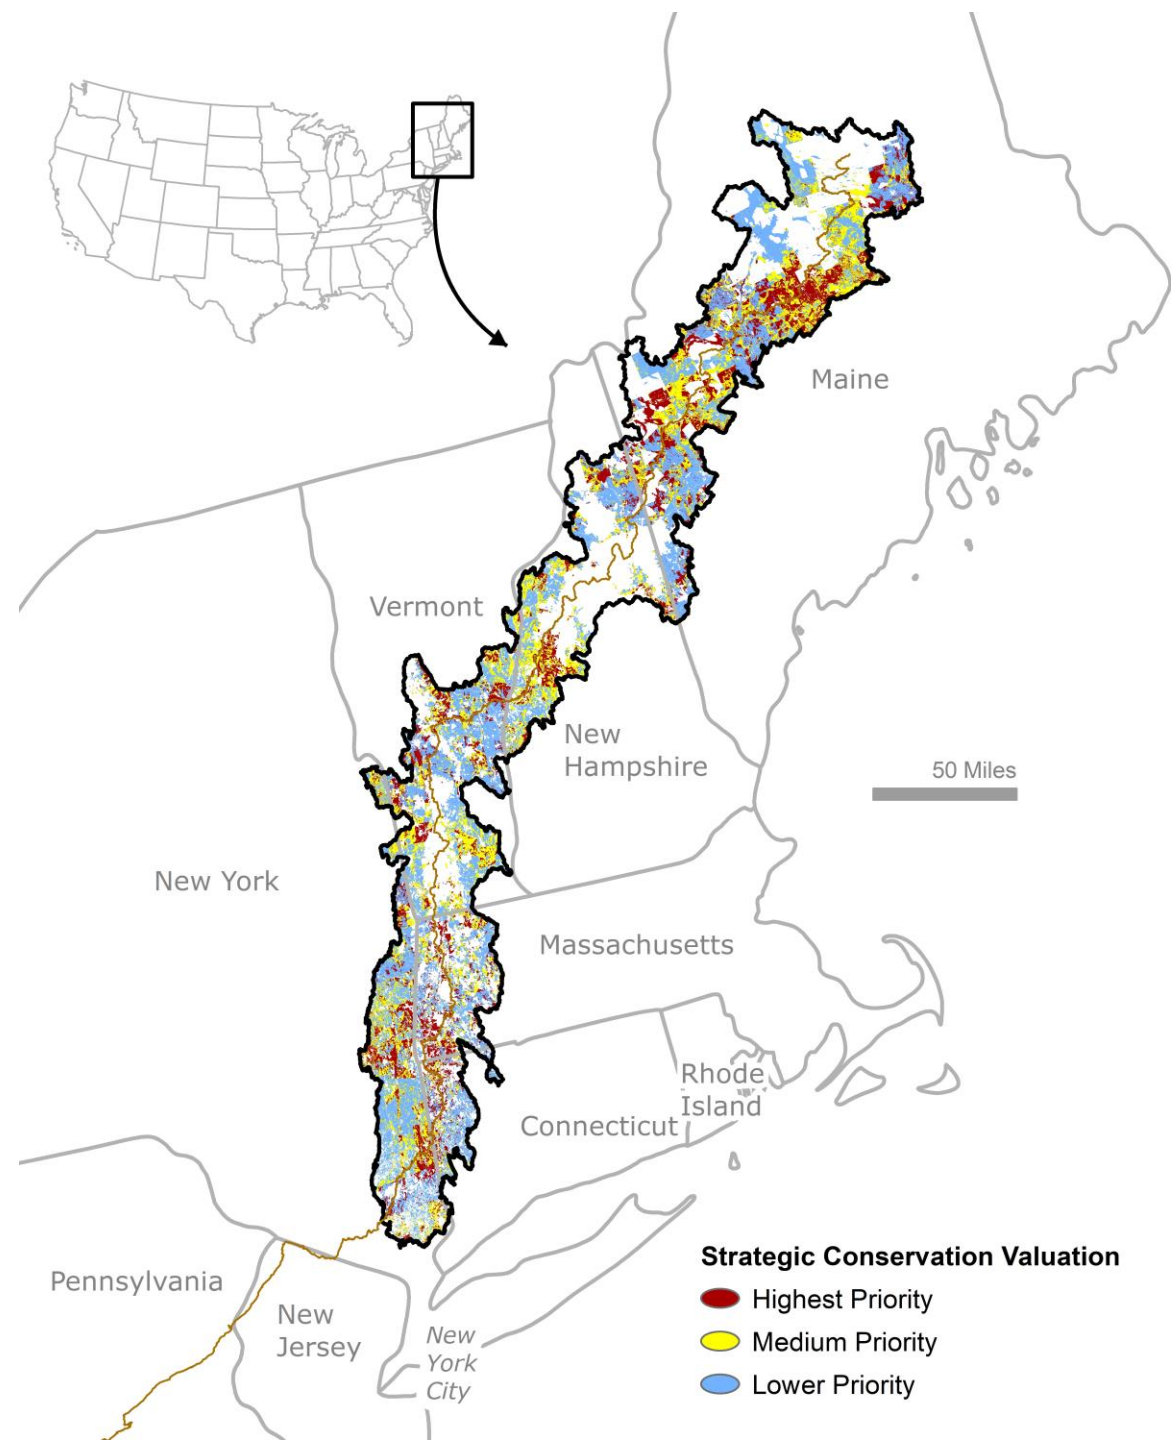 Maine
Vermont
New
Hampshire
50 Miles
New York
Massachusetts
Rhode
Island
Connecticut
Pennsylvania
New
Jersey
New
York
City
Strategic Conservation Valuation
Highest Priority
Medium Priority
Lower Priority